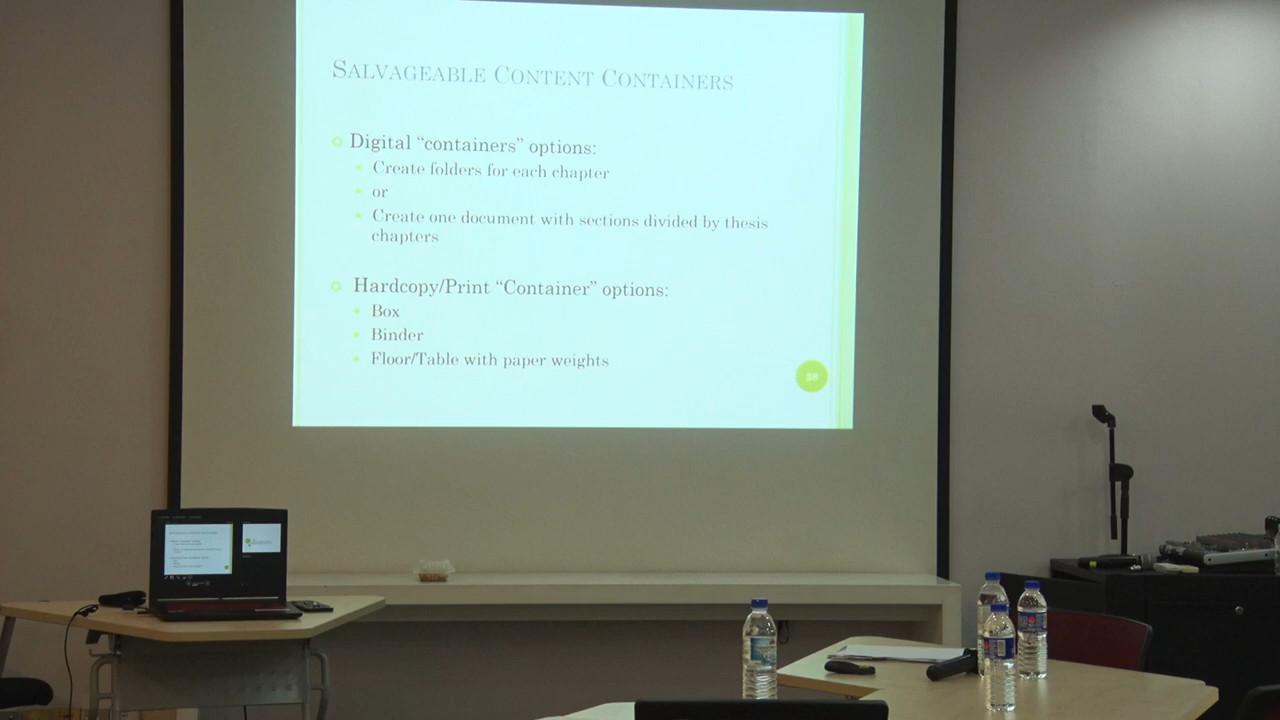 SALVAGEABLE CONTENT CONTAINERS
Digital “containers” options:
Create folders for each chapter
or
Create one document with sections divided by thesis
chapters
Hardcopy/Print “Container” options:
Box
Binder
Floor/Table with paper weights